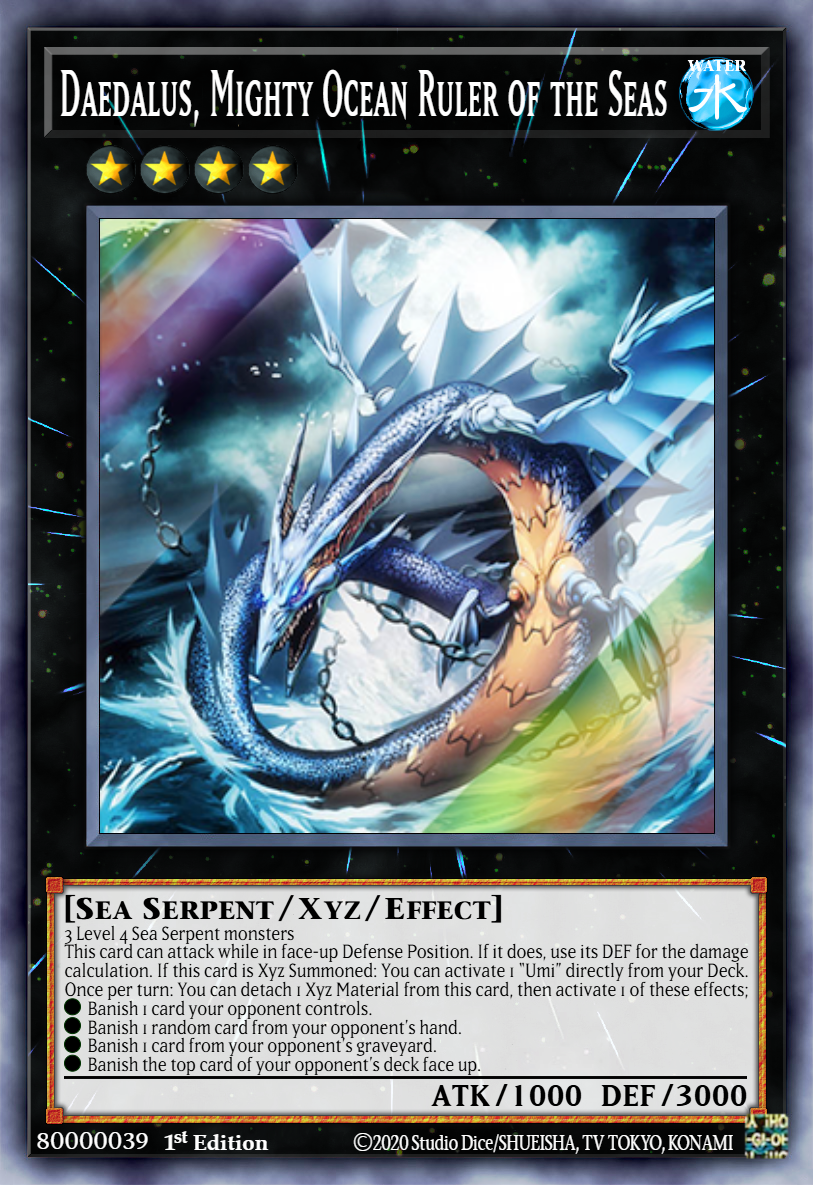 Daedalus, Mighty Ocean Ruler of the Seas
WATER
水
[Sea Serpent/Xyz/Effect]
3 Level 4 Sea Serpent monsters
This card can attack while in face-up Defense Position. If it does, use its DEF for the damage
calculation. If this card is Xyz Summoned: You can activate 1 "Umi" directly from your Deck.
Once per turn: You can detach 1 Xyz Material from this card, then activate 1 of these effects;
● Banish 1 card your opponent controls.
● Banish 1 random card from your opponent's hand.
● Banish 1 card from your opponent's graveyard.
● Banish the top card of your opponent's deck face up.
ATK/1000 DEF/3000
80000039 1st Edition ©2020 Studio Dice/SHUEISHA, TV TOKYO, KONAMI